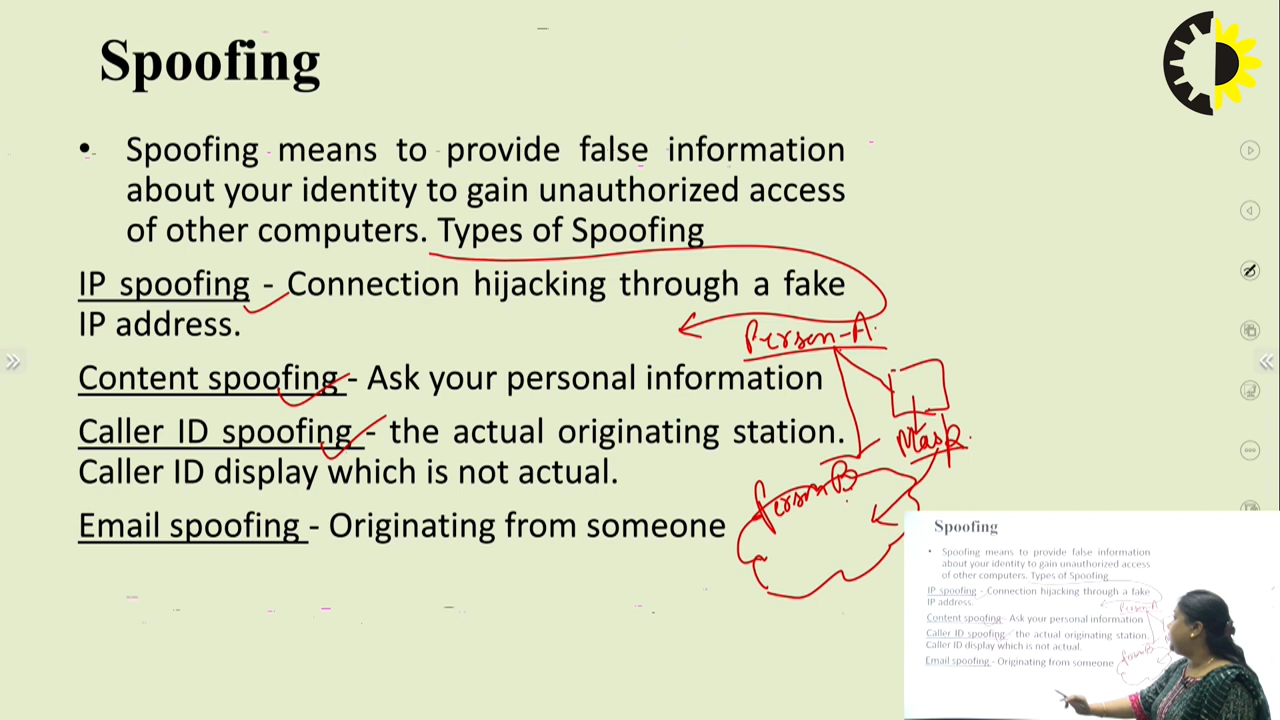 Spoofing
• Spoofing means to provide false information
about your identity to gain unauthorized access
of other computers. Types of Spoofing
IP spoofing - Connection hijacking through a fake
IP address.
Person-A
Content spoofing - Ask your personal information
Caller ID spoofing - the actual originating station.
Mask
Caller ID display which is not actual.
Person B
Email spoofing - Originating from someone
Spoofing
• Spoofing means to provide false information
about your identity to gain unauthorized access
of other computers. Types of Spoofing
IP spoofing - Connection hijacking through a fake
IP address.
Person-A
Content spoofing - Ask your personal information
Caller ID spoofing - the actual originating station.
Caller ID display which is not actual.
Person B
Email spoofing - Originating from someone